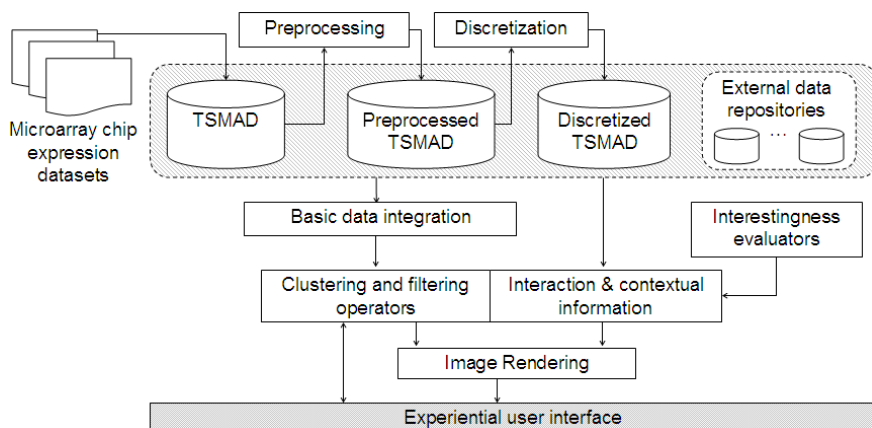 Preprocessing
Discretization
Microarray chip
expression
datasets
TSMAD
Preprocessed
TSMAD
Discretized
TSMAD
External data
repositories
...
Basic data integration
Interestingness
evaluators
Clustering and filtering
operators
Interaction & contextual
information
Image Rendering
Experiential user interface